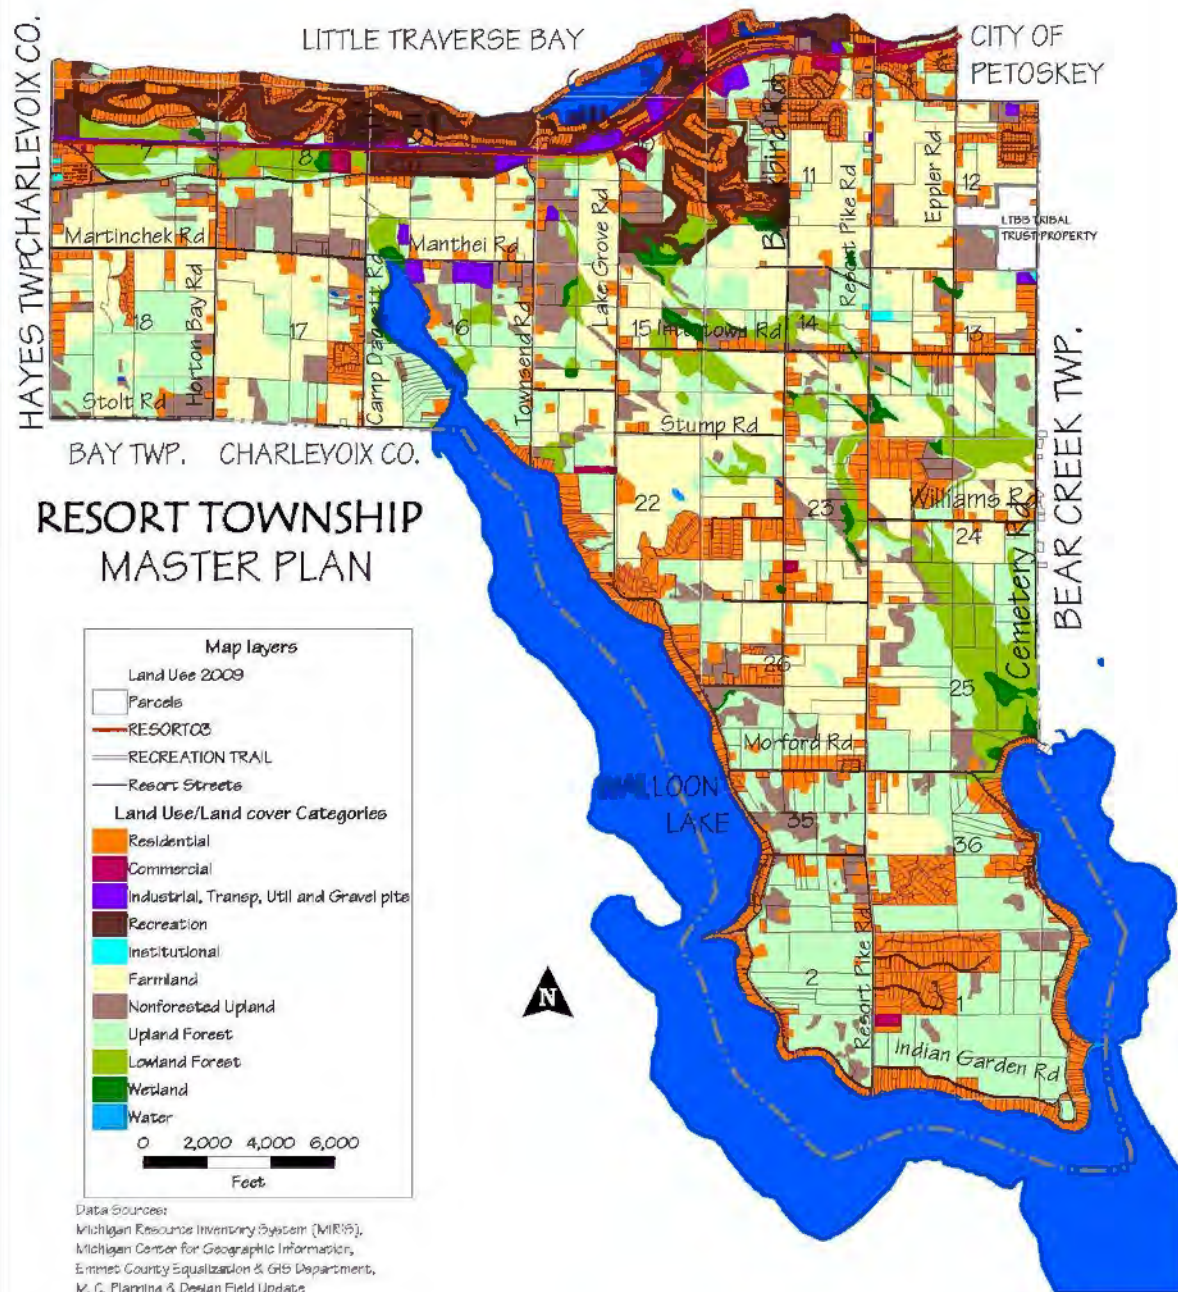 LITTLE TRAVERSE BAY
CITY OF
PETOSKEY
HAYES TWP
CHARLEVOIX CO.
7
8
11
12
Eppler Rd
Resort Pike Rd
LTBB TRIBAL
TRUST PROPERTY
Martinchek Rd
Manthei Rd
Lake Grove Rd
Horton Bay Rd
Townsend Rd
18
17
16
15
Intertown Rd
14
13
Stolt Rd
Stump Rd
BAY TWP. CHARLEVOIX CO.
BEAR CREEK TWP.
RESORT TOWNSHIP
MASTER PLAN
22
23
Williams Rd
24
Cemetery Rd
26
25
Morford Rd
LOON
LAKE
35
36
2
1
Resort Pike Rd
Indian Garden Rd
N
Map layers
Land Use 2009
Parcels
RESORT03
RECREATION TRAIL
Resort Streets
Land Use/Land cover Categories
Residential
Commercial
Industrial, Transp, Util and Gravel pits
Recreation
Institutional
Farmland
Nonforested Upland
Upland Forest
Lowland Forest
Wetland
Water
0 2,000 4,000 6,000
Feet
Data Sources:
Michigan Resource Inventory System (MIRIS),
Michigan Center for Geographic Information,
Emmet County Equalization & GIS Department,
M. C. Planning & Design Field Update